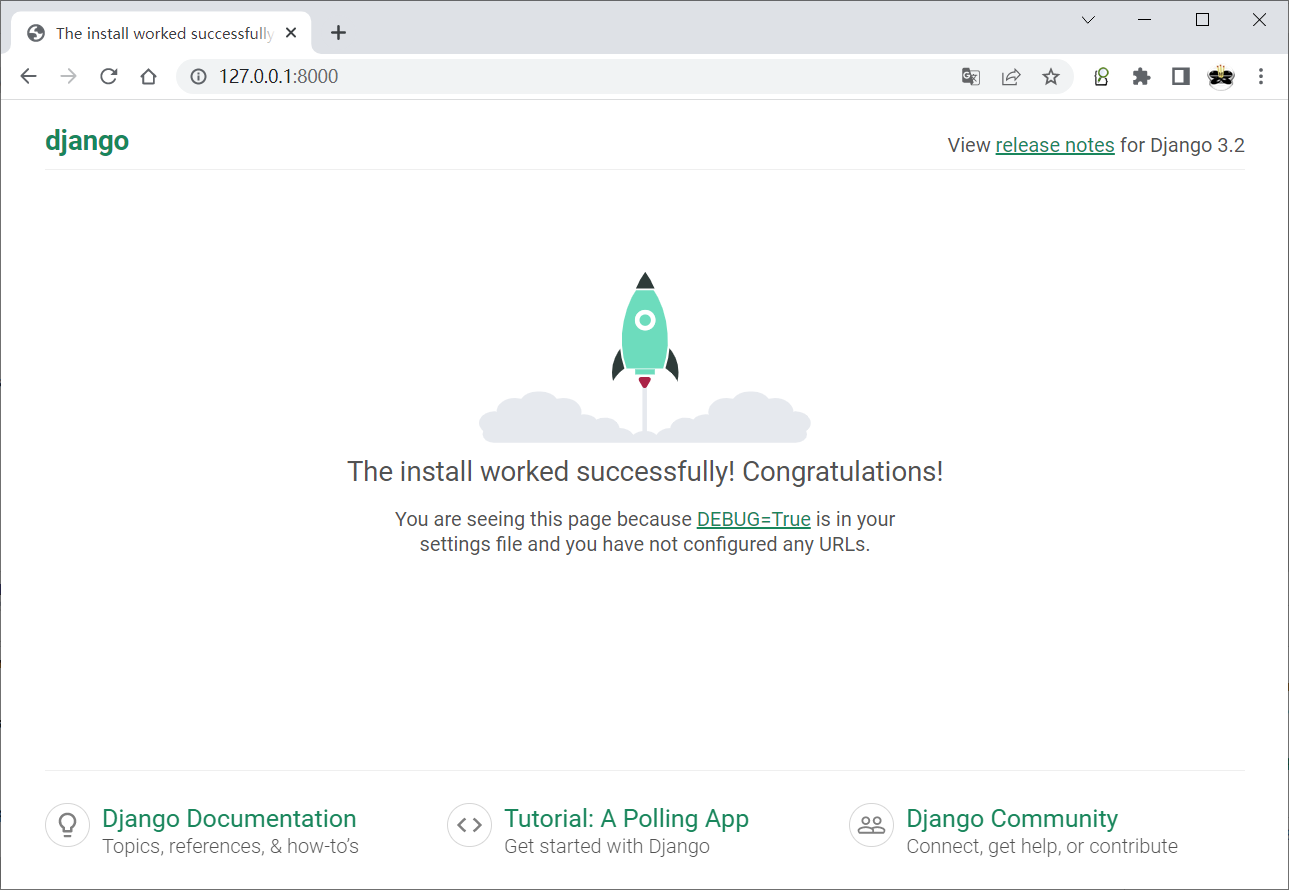 The install worked successfully
127.0.0.1:8000
django
View release notes for Django 3.2
The install worked successfully! Congratulations!
You are seeing this page because DEBUG=True is in your
settings file and you have not configured any URLs.
Django Documentation
Topics, references, & how-to’s
Tutorial: A Polling App
Get started with Django
Django Community
Connect, get help, or contribute